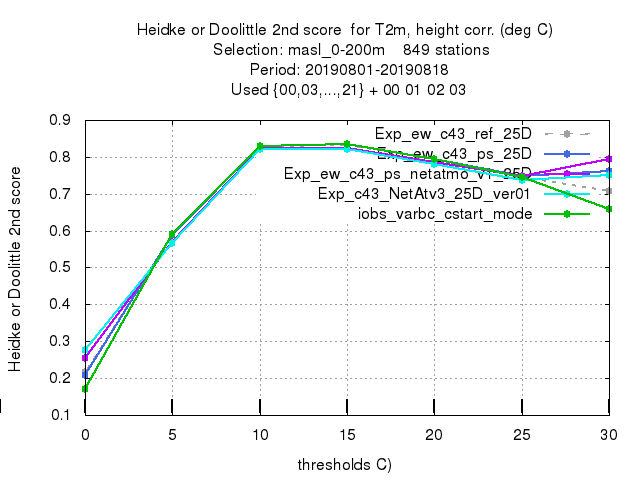 Heidke or Doolittle 2nd score for T2m, height corr. (deg C)
Selection: masl_0-200m 849 stations
Period: 20190801-20190818
Used {00,03,...,21} + 00 01 02 03
Exp_ew_c43_ref_25D
Exp_ew_c43_ps_25D
Exp_ew_c43_ps_netatmo_v1_25D
Exp_c43_NetAtv3_25D_ver01
iobs_varbc_cstart_mode
Heidke or Doolittle 2nd score
0.9
0.8
0.7
0.6
0.5
0.4
0.3
0.2
0.1
0 5 10 15 20 25 30
thresholds C)